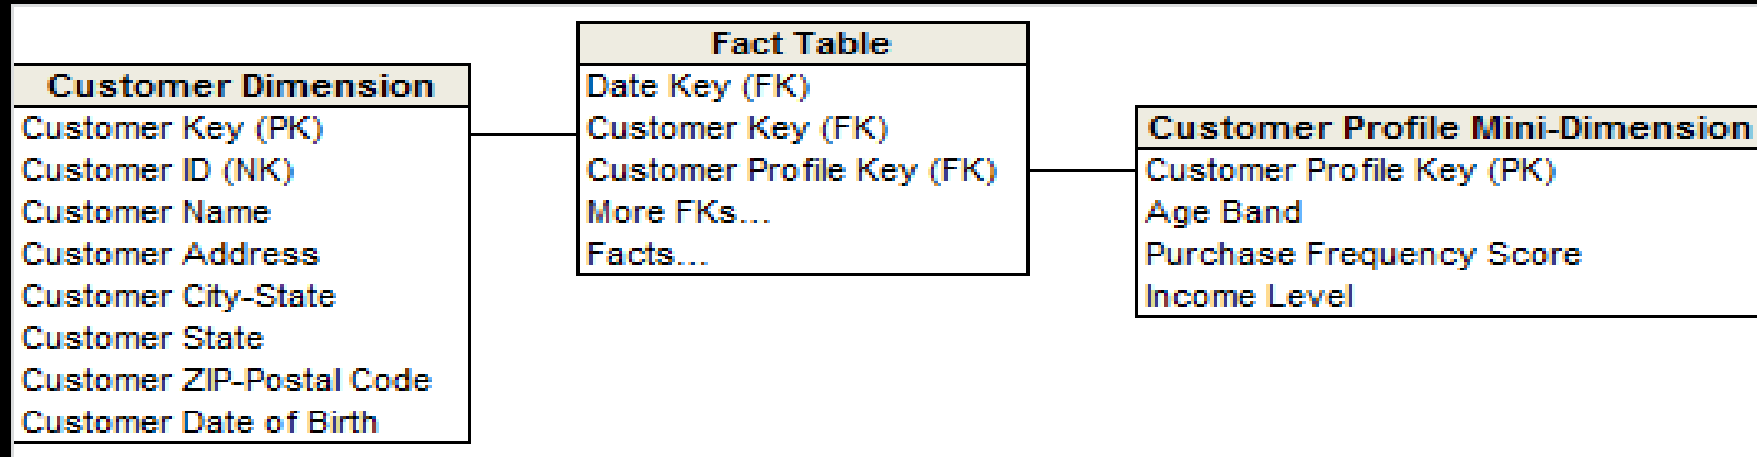 Customer Dimension
Customer Key (PK)
Customer ID (NK)
Customer Name
Customer Address
Customer City-State
Customer State
Customer ZIP-Postal Code
Customer Date of Birth
Fact Table
Date Key (FK)
Customer Key (FK)
Customer Profile Key (FK)
More FKs...
Facts...
Customer Profile Mini-Dimension
Customer Profile Key (PK)
Age Band
Purchase Frequency Score
Income Level